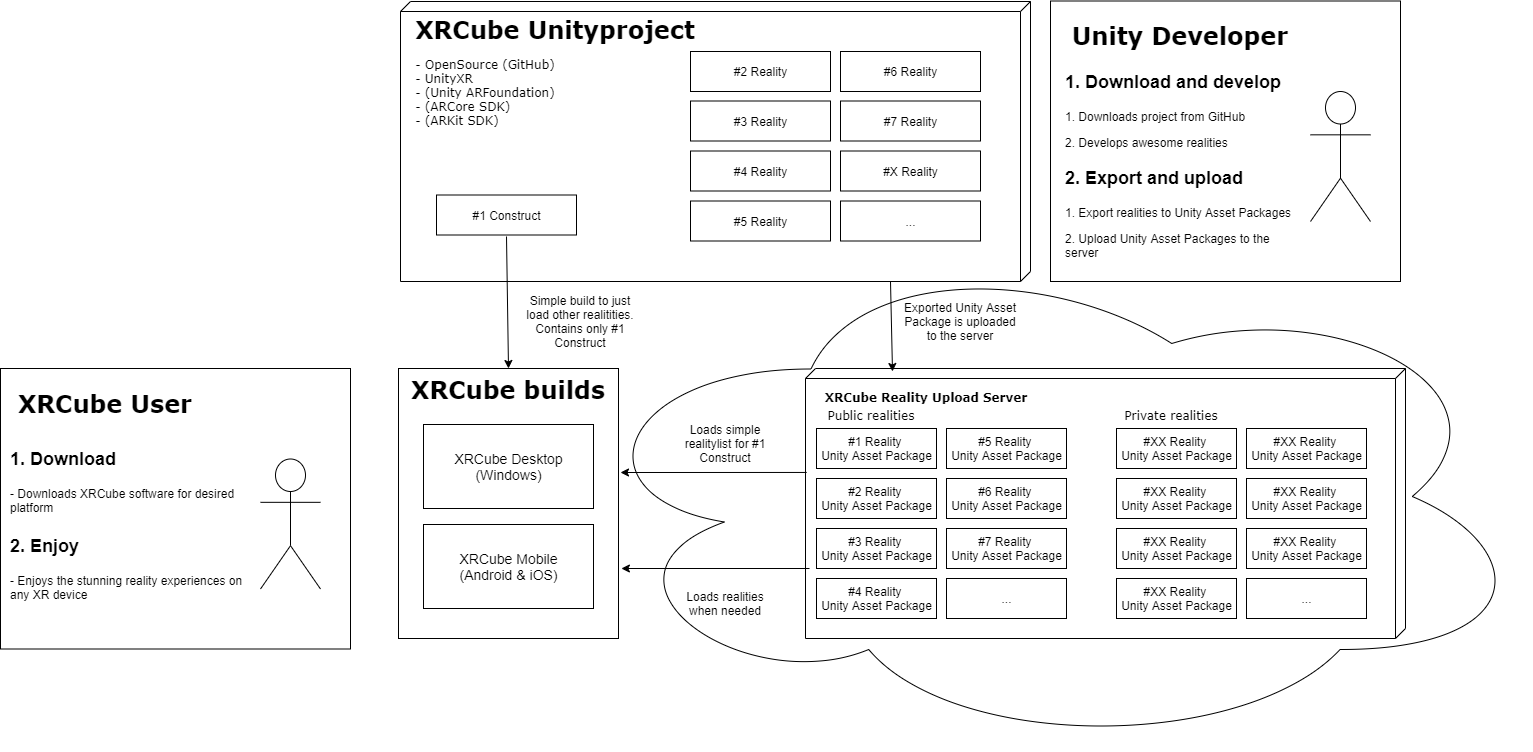 XRCube Unityproject
- OpenSource (GitHub)
- UnityXR
- (Unity ARFoundation)
- (ARCore SDK)
- (ARKit SDK)
#1 Construct
#2 Reality
#6 Reality
#3 Reality
#7 Reality
#4 Reality
#X Reality
#5 Reality
...
Unity Developer
1. Download and develop
1. Downloads project from GitHub
2. Develops awesome realities
2. Export and upload
1. Export realities to Unity Asset Packages
2. Upload Unity Asset Packages to the
server
Simple build to just
load other realitities.
Contains only #1
Construct
Exported Unity Asset
Package is uploaded
to the server
XRCube User
1. Download
- Downloads XRCube software for desired
platform
2. Enjoy
- Enjoys the stunning reality experiences on
any XR device
XRCube builds
XRCube Desktop
(Windows)
XRCube Mobile
(Android & iOS)
Loads simple
realitylist for #1
Construct
Loads realities
when needed
XRCube Reality Upload Server
Public realities
#1 Reality
Unity Asset Package
#5 Reality
Unity Asset Package
#2 Reality
Unity Asset Package
#6 Reality
Unity Asset Package
#3 Reality
Unity Asset Package
#7 Reality
Unity Asset Package
#4 Reality
Unity Asset Package
...
Private realities
#XX Reality
Unity Asset Package
#XX Reality
Unity Asset Package
#XX Reality
Unity Asset Package
#XX Reality
Unity Asset Package
#XX Reality
Unity Asset Package
#XX Reality
Unity Asset Package
#XX Reality
Unity Asset Package
...